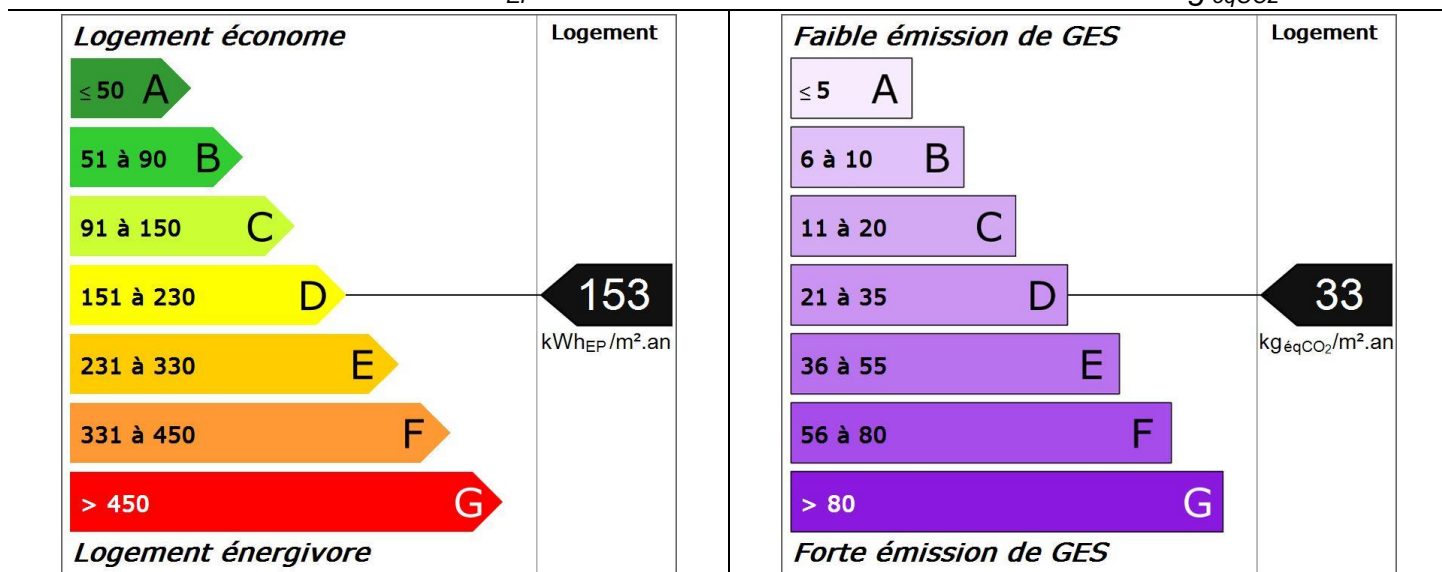 EP
Logement économe
Logement
≤ 50 A
51 à 90 B
91 à 150 C
151 à 230 D
153
kWhEP/m².an
231 à 330 E
331 à 450 F
> 450 G
Logement énergivore
géqCO2
Faible émission de GES
Logement
≤ 5 A
6 à 10 B
11 à 20 C
21 à 35 D
33
kgéqCO2/m².an
36 à 55 E
56 à 80 F
> 80 G
Forte émission de GES